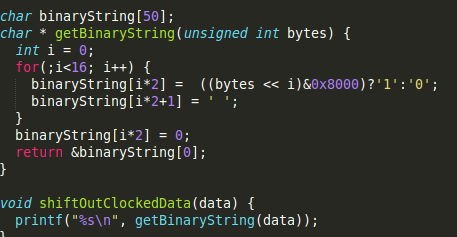 char binaryString[50];
char * getBinaryString(unsigned int bytes) {
  int i = 0;
  for(;i<16; i++) {
    binaryString[i*2] =  ((bytes << i)&0x8000)?'1':'0';
    binaryString[i*2+1] = ' ';
  }
  binaryString[i*2] = 0;
  return &binaryString[0];
}

void shiftOutClockedData(data) {
  printf("%s\n", getBinaryString(data));
}